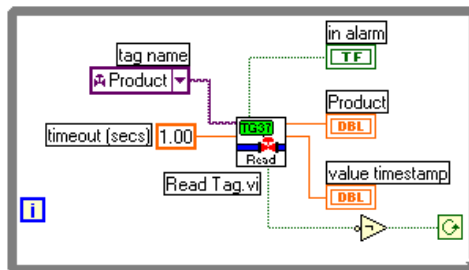 in alarm
TF
tag name
Product
Product
DBL
timeout (secs) 1.00
TG37
Read
value timestamp
DBL
Read Tag.vi
i